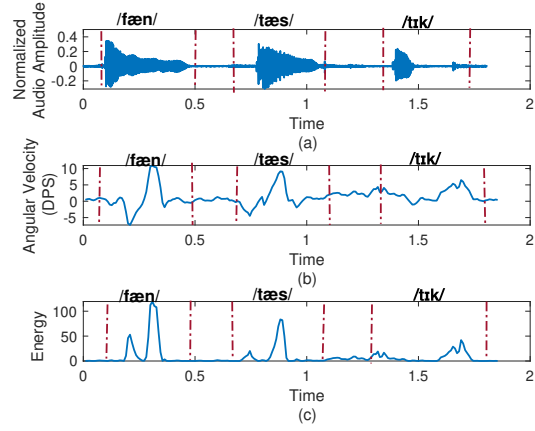 /fæn/ /tæs/ /tɪk/
Normalized
Audio Amplitude
0.4
0.2
0
-0.2
0 0.5 1 1.5 2
Time
(a)
/fæn/ /tæs/ /tɪk/
Angular Velocity
(DPS)
10
5
0
-5
0 0.5 1 1.5 2
Time
(b)
/fæn/ /tæs/ /tɪk/
Energy
100
50
0
0 0.5 1 1.5 2
Time
(c)